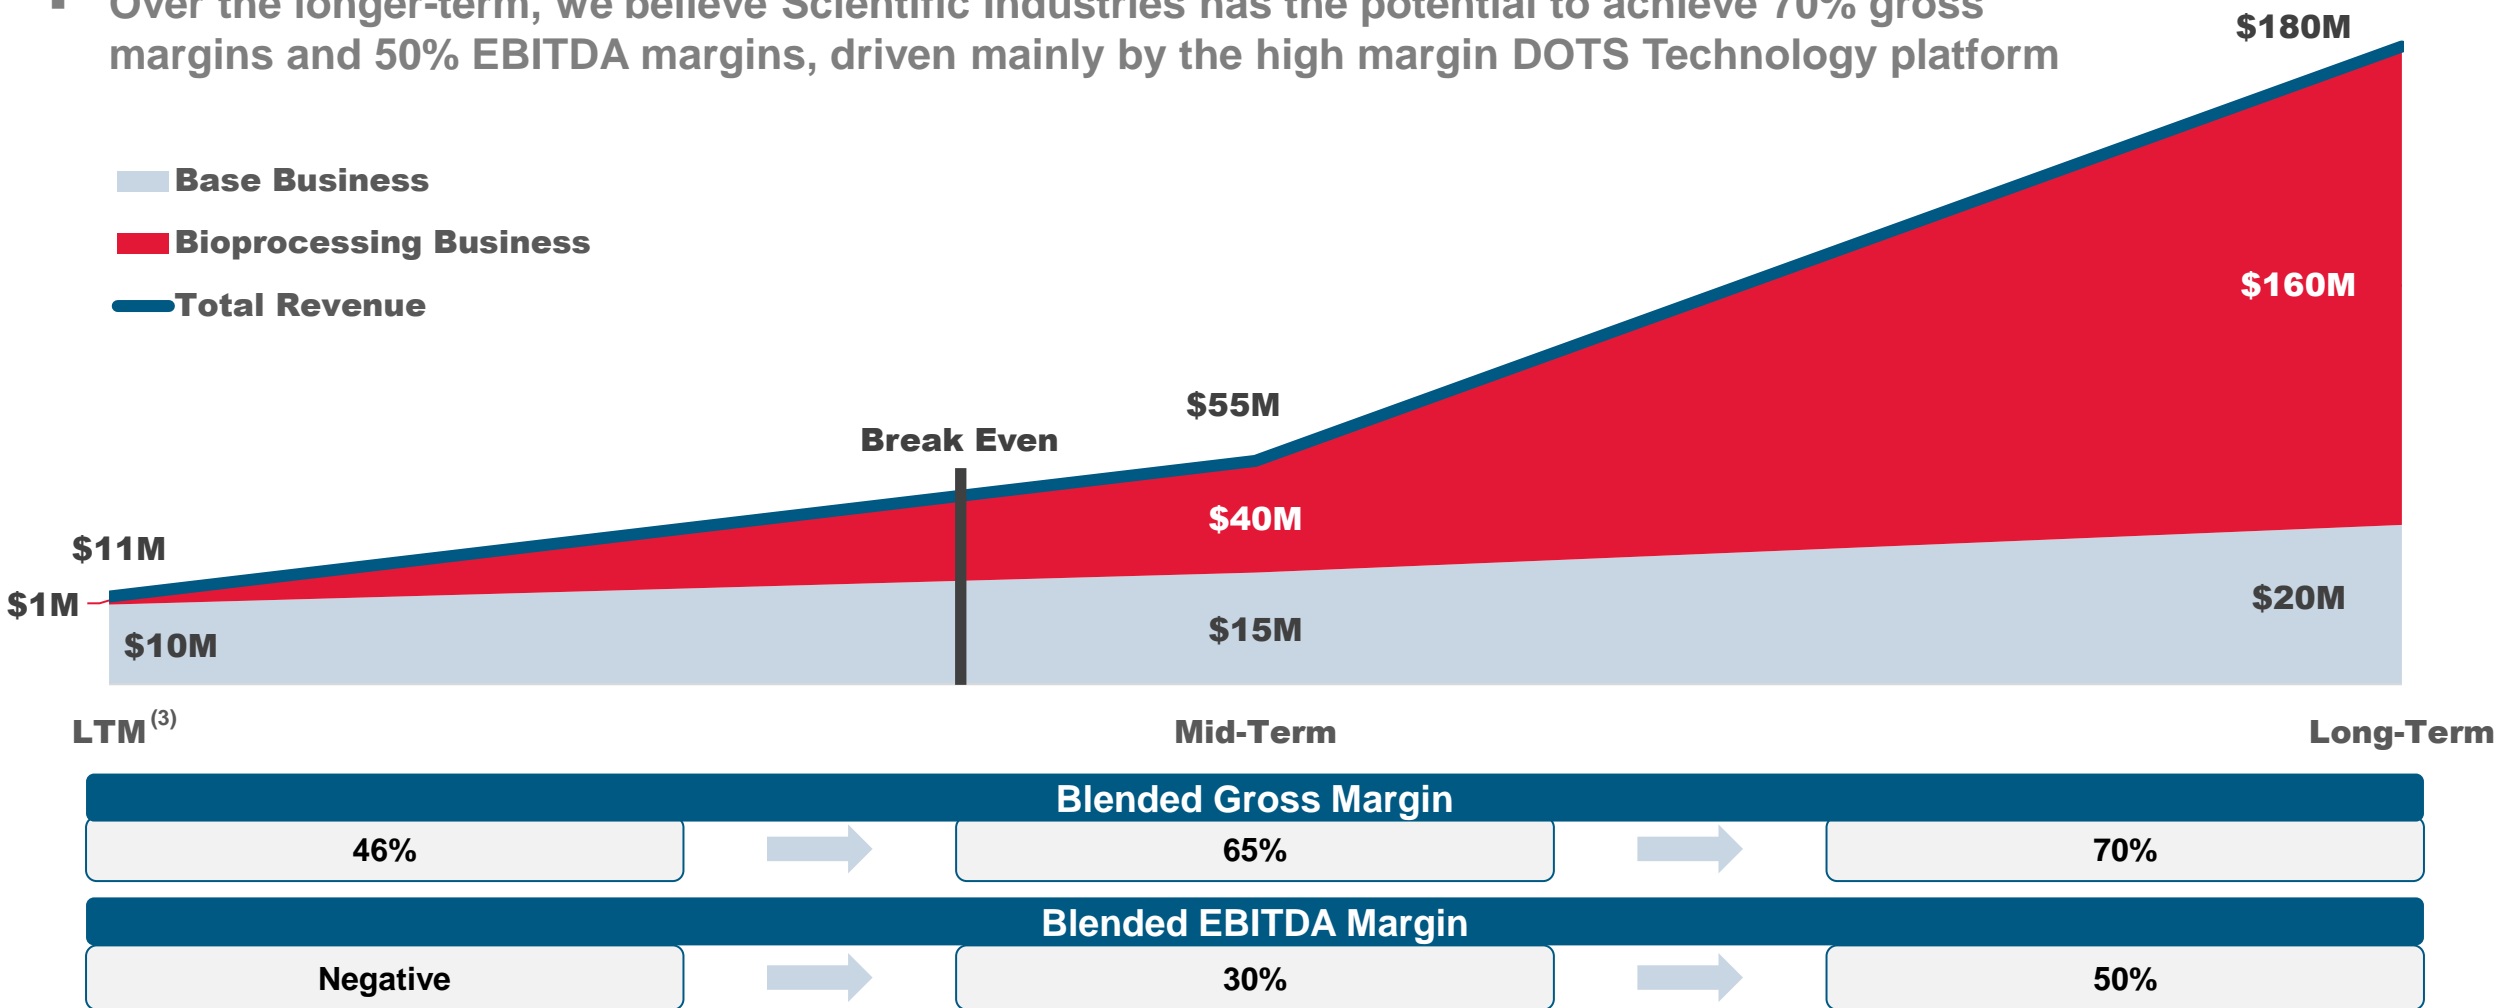 ▪ Over the longer-term, we believe Scientific Industries has the potential to achieve 70% gross
margins and 50% EBITDA margins, driven mainly by the high margin DOTS Technology platform
$180M
Base Business
Bioprocessing Business
Total Revenue
$160M
$55M
Break Even
$40M
$11M
$1M
$10M
$15M
$20M
LTM (3)
Mid-Term
Long-Term
Blended Gross Margin
46%
65%
70%
Blended EBITDA Margin
Negative
30%
50%